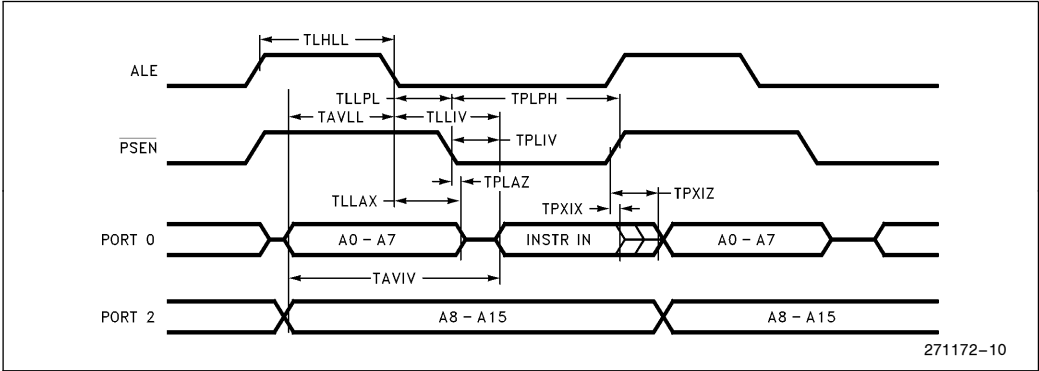 TLHLL
ALE
TLLPL TPLPH
TAVLL TLLIV
PSEN TPLIV
TPLAZ
TLLAX TPXIZ
TPXIX
PORT 0 A0 – A7 INSTR IN A0 – A7
TAVIV
PORT 2 A8 – A15 A8 – A15
271172–10